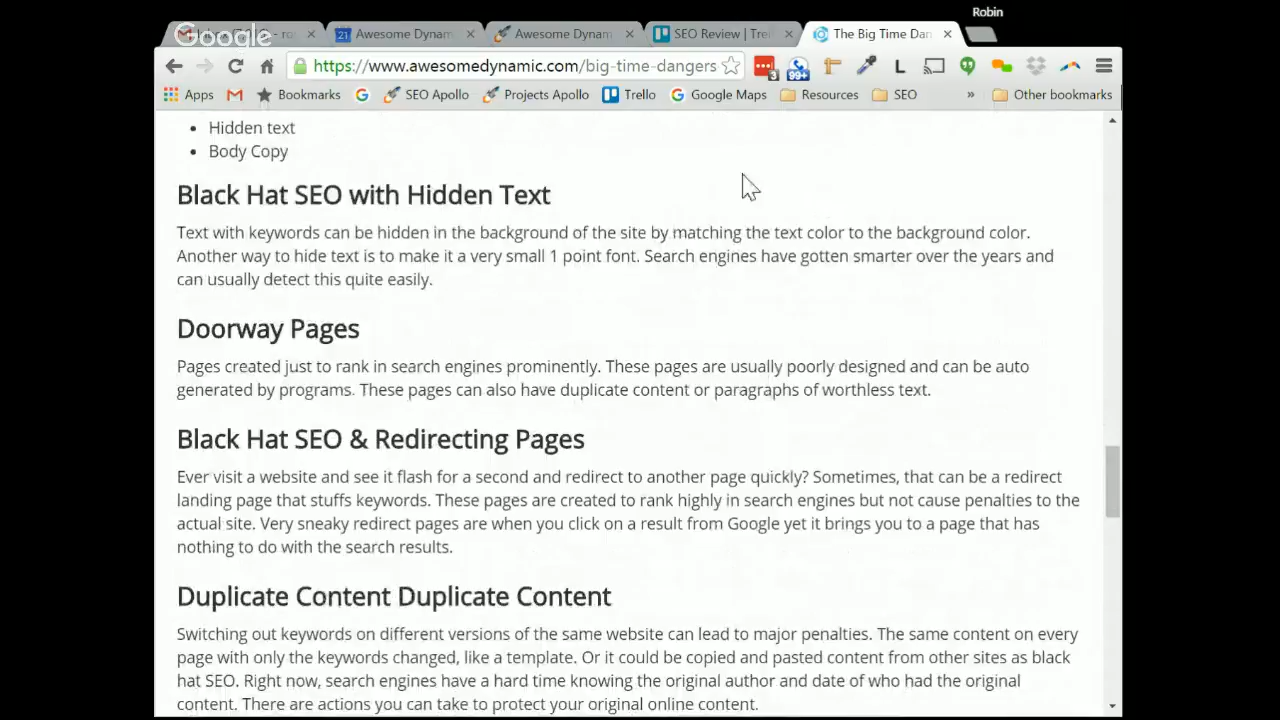 Robin
Google
Awesome Dynam
Awesome Dynam
SEO Review | Trel
The Big Time Dan
https://www.awesomedynamic.com/big-time-dangers
3
99+
L
Apps
Bookmarks
SEO Apollo
Projects Apollo
Trello
Google Maps
Resources
SEO
»
Other bookmarks
• Hidden text
• Body Copy
Black Hat SEO with Hidden Text
Text with keywords can be hidden in the background of the site by matching the text color to the background color.
Another way to hide text is to make it a very small 1 point font. Search engines have gotten smarter over the years and
can usually detect this quite easily.
Doorway Pages
Pages created just to rank in search engines prominently. These pages are usually poorly designed and can be auto
generated by programs. These pages can also have duplicate content or paragraphs of worthless text.
Black Hat SEO & Redirecting Pages
Ever visit a website and see it flash for a second and redirect to another page quickly? Sometimes, that can be a redirect
landing page that stuffs keywords. These pages are created to rank highly in search engines but not cause penalties to the
actual site. Very sneaky redirect pages are when you click on a result from Google yet it brings you to a page that has
nothing to do with the search results.
Duplicate Content Duplicate Content
Switching out keywords on different versions of the same website can lead to major penalties. The same content on every
page with only the keywords changed, like a template. Or it could be copied and pasted content from other sites as black
hat SEO. Right now, search engines have a hard time knowing the original author and date of who had the original
content. There are actions you can take to protect your original online content.